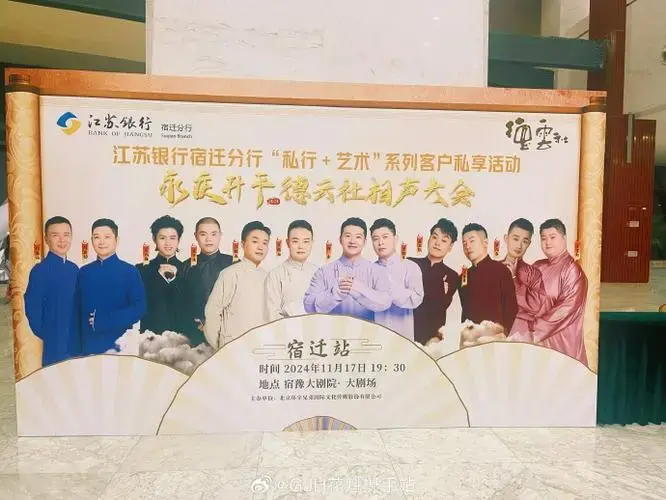 江苏银行 宿迁分行
BANK OF JIANGSU Suqian Branch
德雲社
江苏银行宿迁分行“私行+艺术”系列客户私享活动
永庆升平德云社相声大会
宿迁站
时间 2024年11月17日 19：30
地点 宿豫大剧院·大剧场